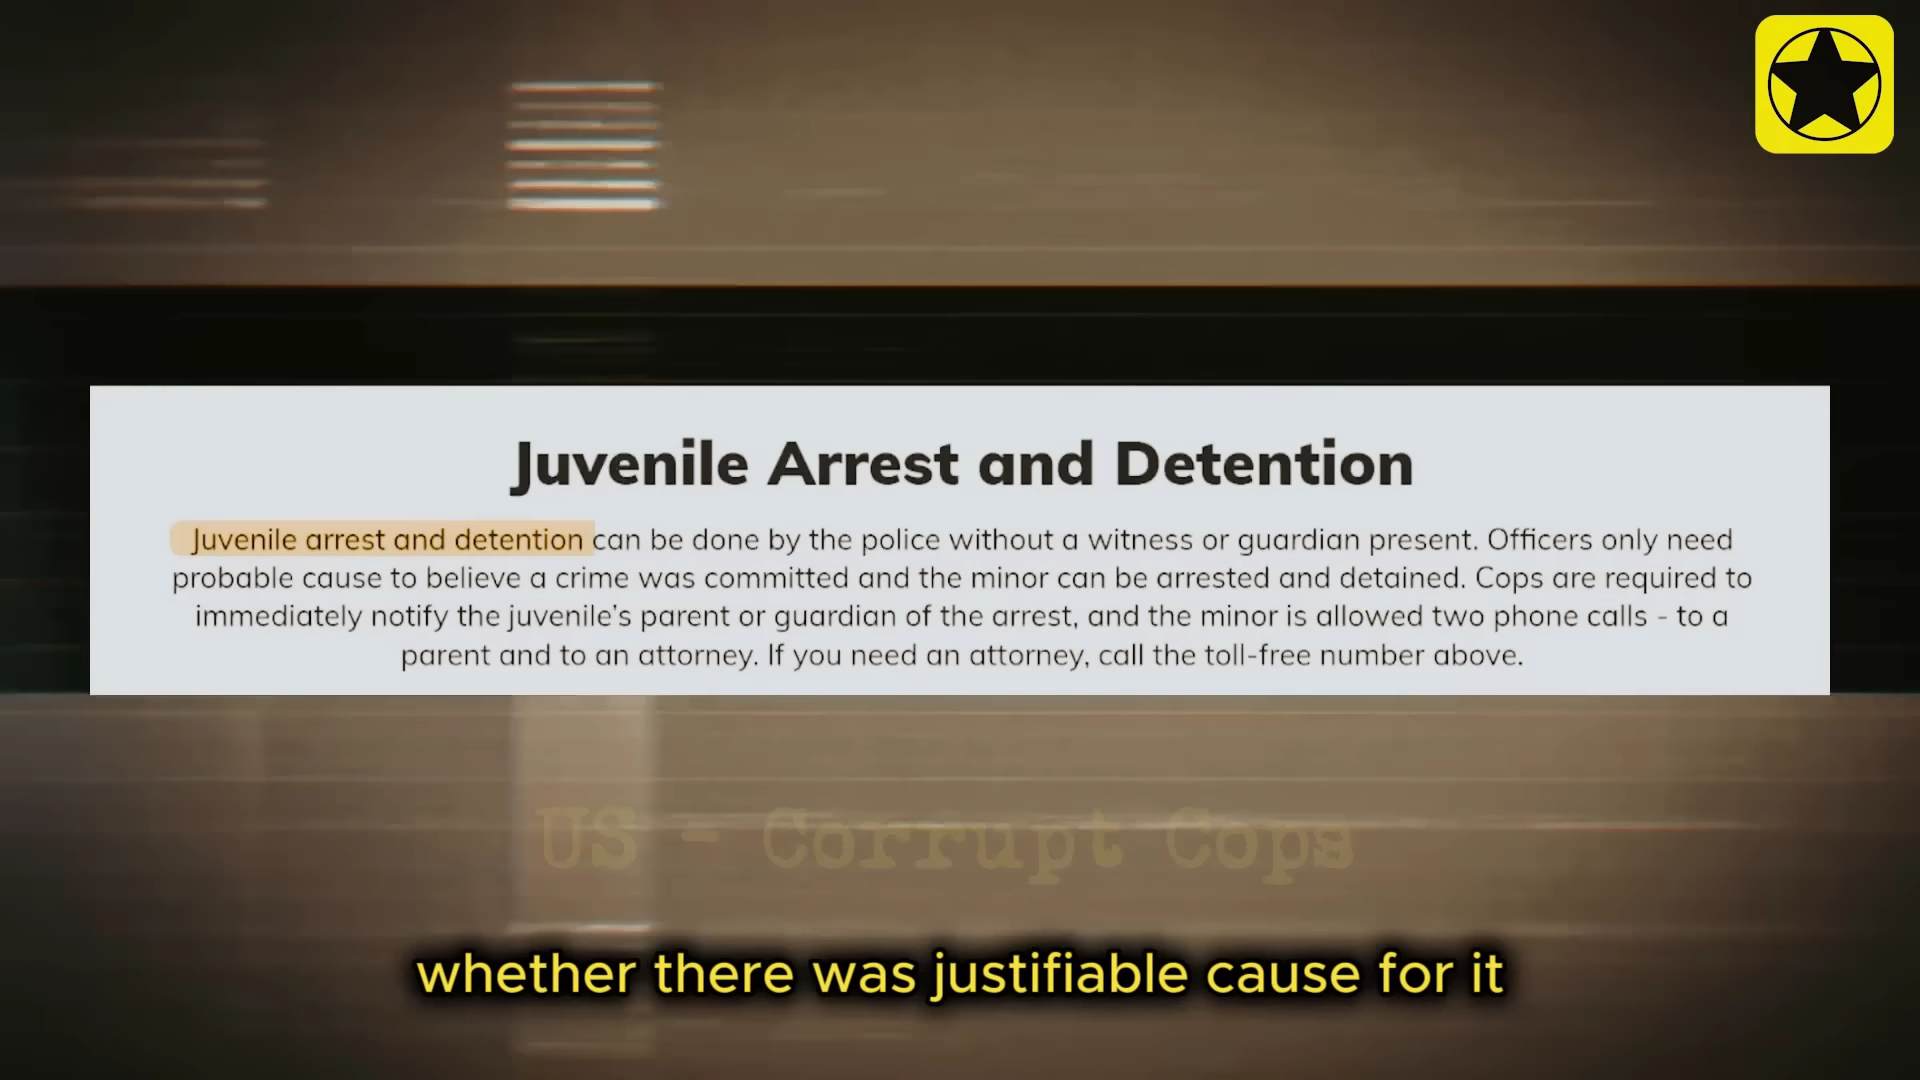 Juvenile Arrest and Detention
Juvenile arrest and detention can be done by the police without a witness or guardian present. Officers only need
probable cause to believe a crime was committed and the minor can be arrested and detained. Cops are required to
immediately notify the juvenile's parent or guardian of the arrest, and the minor is allowed two phone calls - to a
parent and to an attorney. If you need an attorney, call the toll-free number above.
US - Corrupt Cops
whether there was justifiable cause for it